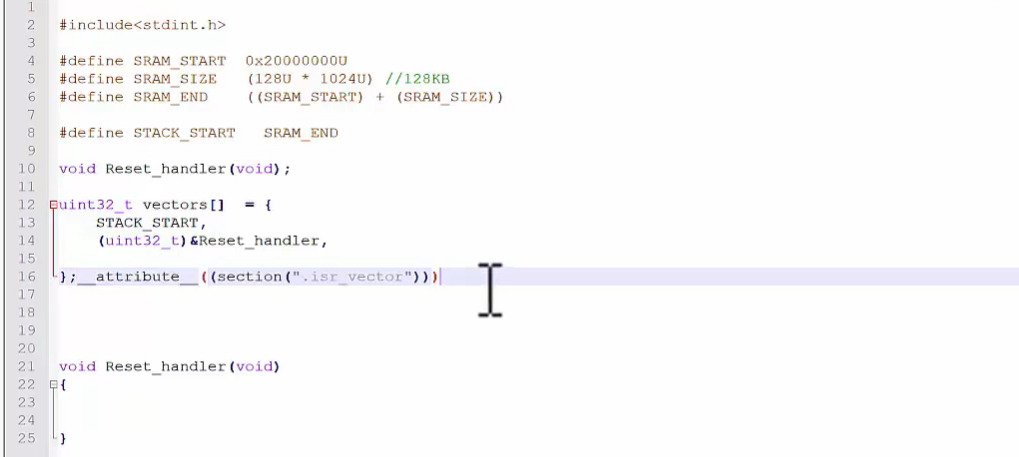 1
2 #include<stdint.h>
3
4 #define SRAM_START 0x20000000U
5 #define SRAM_SIZE (128U * 1024U) //128KB
6 #define SRAM_END ((SRAM_START) + (SRAM_SIZE))
7
8 #define STACK_START SRAM_END
9
10 void Reset_handler(void);
11
12 uint32_t vectors[] = {
13 STACK_START,
14 (uint32_t)&Reset_handler,
15
16 };__attribute__((section(".isr_vector")))
17
18
19
20
21 void Reset_handler(void)
22 {
23
24
25 }